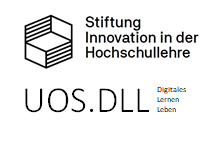 Stiftung
Innovation in der
Hochschullehre
UOS.DLL
Digitales
Lernen
Leben